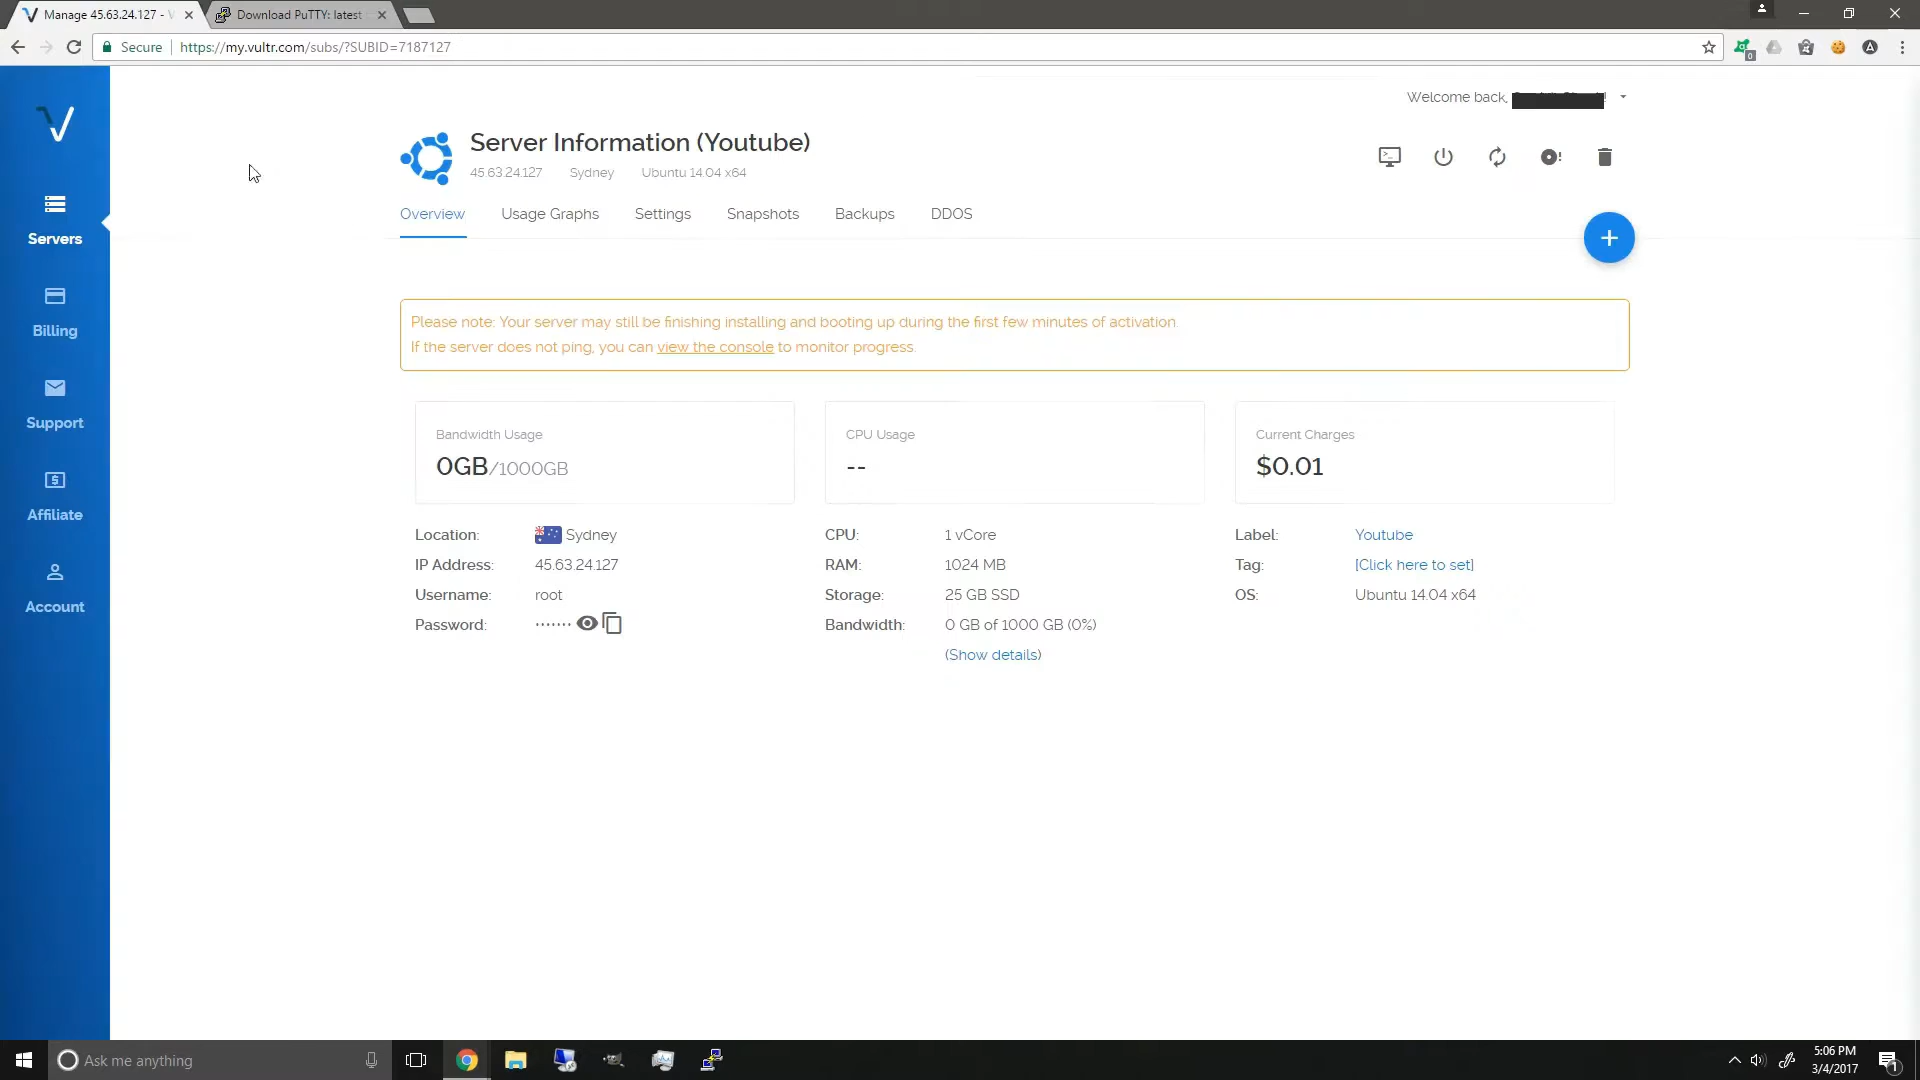 Manage 45.63.24.127 - V
Download PuTTY: latest
Secure
https://my.vultr.com/subs/?SUBID=7187127
0
Welcome back,
Servers
Billing
Support
Affiliate
Account
Server Information (Youtube)
45.63.24.127 Sydney Ubuntu 14.04 x64
Overview Usage Graphs Settings Snapshots Backups DDOS
Please note: Your server may still be finishing installing and booting up during the first few minutes of activation.
If the server does not ping, you can view the console to monitor progress.
Bandwidth Usage
0GB/1000GB
CPU Usage
--
Current Charges
$0.01
Location: Sydney
IP Address: 45.63.24.127
Username: root
Password: ·······
CPU: 1 vCore
RAM: 1024 MB
Storage: 25 GB SSD
Bandwidth: 0 GB of 1000 GB (0%)
(Show details)
Label: Youtube
Tag: [Click here to set]
OS: Ubuntu 14.04 x64
Ask me anything
5:06 PM
3/4/2017
1